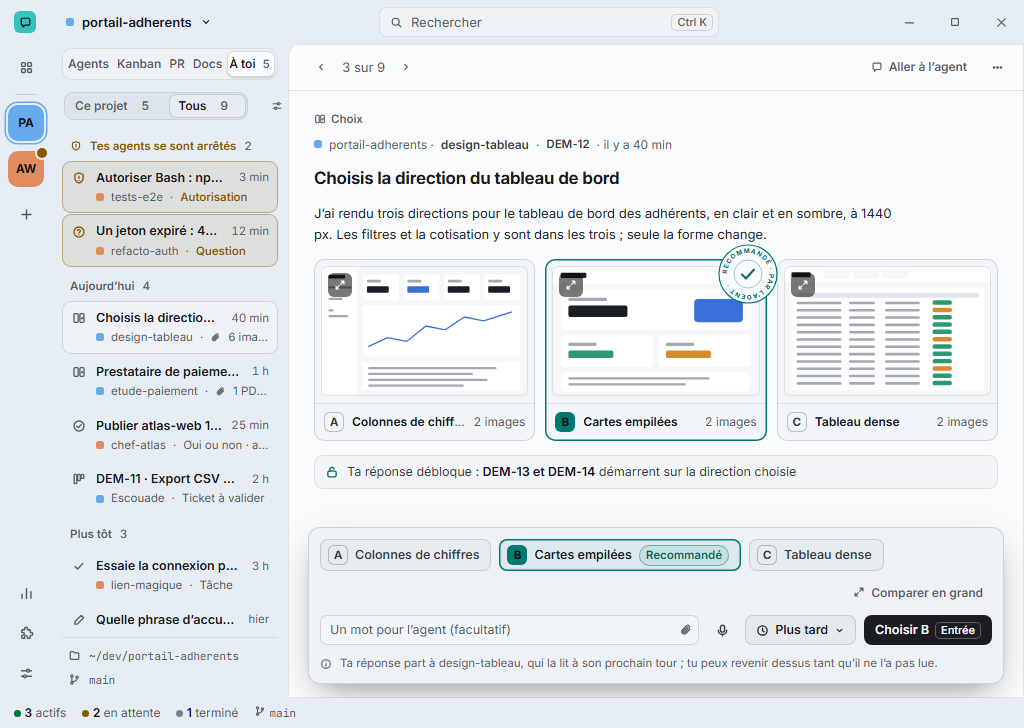 portail-adherents
Rechercher
Ctrl K
Agents Kanban PR Docs À toi 5
Ce projet 5 Tous 9
PA
AW
Tes agents se sont arrêtés 2
Autoriser Bash : np... 3 min
tests-e2e · Autorisation
Un jeton expiré : 4... 12 min
refacto-auth · Question
Aujourd'hui 4
Choisis la directio... 40 min
design-tableau · 6 ima...
Prestataire de paieme... 1 h
etude-paiement · 1 PD...
Publier atlas-web 1... 25 min
chef-atlas · Oui ou non · a...
DEM-11 · Export CSV ... 2 h
Escouade · Ticket à valider
Plus tôt 3
Essaie la connexion p... 3 h
lien-magique · Tâche
Quelle phrase d'accu... hier
~/dev/portail-adherents
main
3 actifs 2 en attente 1 terminé main
3 sur 9
Aller à l'agent
Choix
portail-adherents · design-tableau · DEM-12 · il y a 40 min
Choisis la direction du tableau de bord
J'ai rendu trois directions pour le tableau de bord des adhérents, en clair et en sombre, à 1440
px. Les filtres et la cotisation y sont dans les trois ; seule la forme change.
RECOMMANDÉ · PAR L'AGENT ·
A Colonnes de chiff... 2 images
B Cartes empilées 2 images
C Tableau dense 2 images
Ta réponse débloque : DEM-13 et DEM-14 démarrent sur la direction choisie
A Colonnes de chiffres
B Cartes empilées Recommandé
C Tableau dense
Comparer en grand
Un mot pour l'agent (facultatif)
Plus tard
Choisir B Entrée
Ta réponse part à design-tableau, qui la lit à son prochain tour ; tu peux revenir dessus tant qu'il ne l'a pas lue.